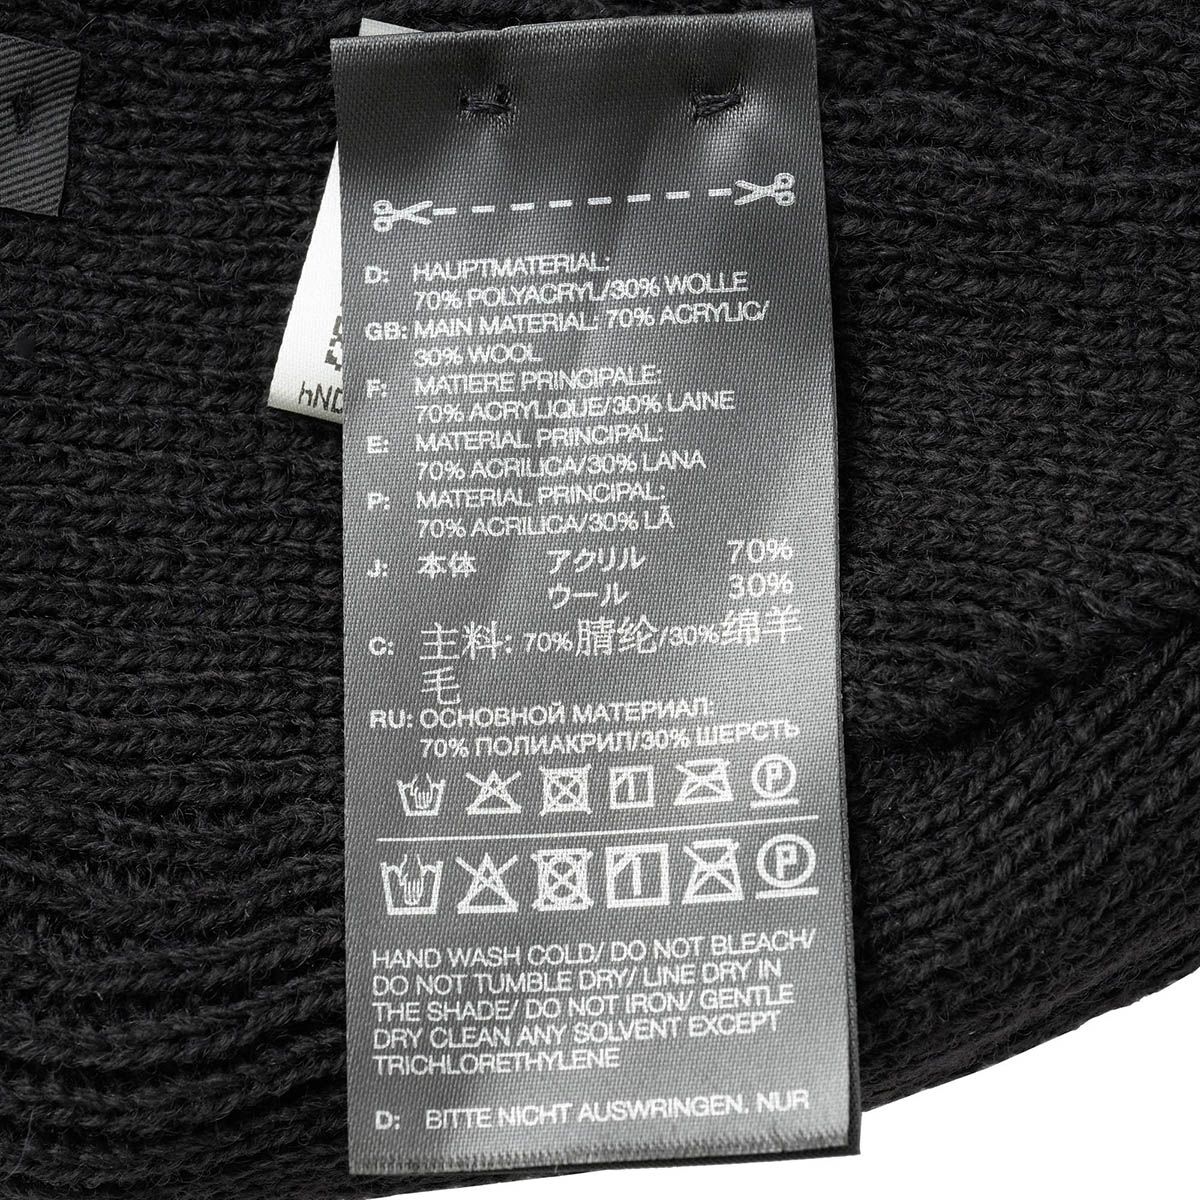 D: HAUPTMATERIAL:
70% POLYACRYL/30% WOLLE
GB: MAIN MATERIAL: 70% ACRYLIC/
30% WOOL
F: MATIERE PRINCIPALE:
70% ACRYLIQUE/30% LAINE
E: MATERIAL PRINCIPAL:
70% ACRILICA/30% LANA
P: MATERIAL PRINCIPAL:
70% ACRILICA/30% LÃ
J: 本体 アクリル 70%
ウール 30%
C: 主料: 70%腈纶/30%绵羊
毛
RU: ОСНОВНОЙ МАТЕРИАЛ:
70% ПОЛИАКРИЛ/30% ШЕРСТЬ
P
P
HAND WASH COLD/ DO NOT BLEACH/
DO NOT TUMBLE DRY/ LINE DRY IN
THE SHADE/ DO NOT IRON/ GENTLE
DRY CLEAN ANY SOLVENT EXCEPT
TRICHLORETHYLENE
D: BITTE NICHT AUSWRINGEN. NUR